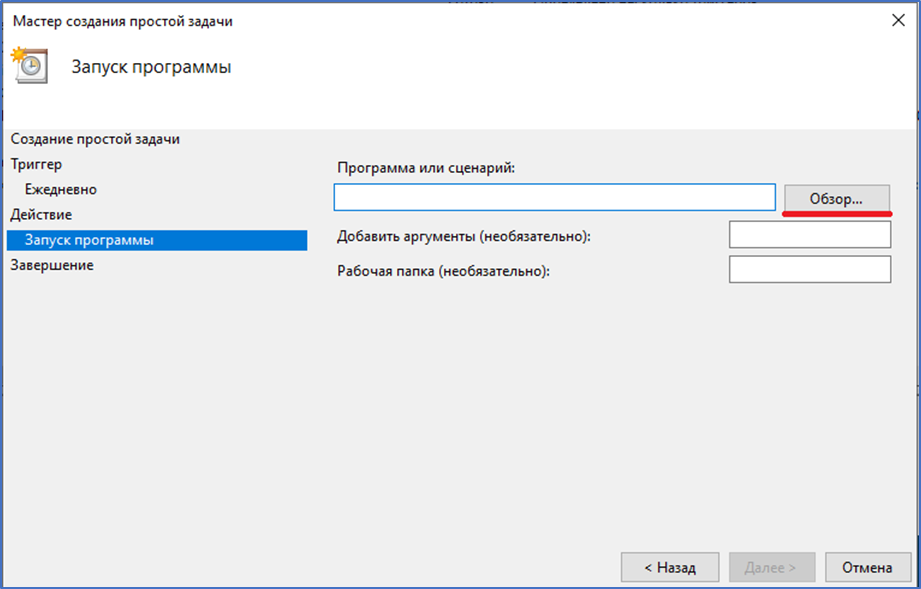 Мастер создания простой задачи
Запуск программы
Создание простой задачи
Триггер
Ежедневно
Действие
Запуск программы
Завершение
Программа или сценарий:
Обзор...
Добавить аргументы (необязательно):
Рабочая папка (необязательно):
< Назад
Далее >
Отмена